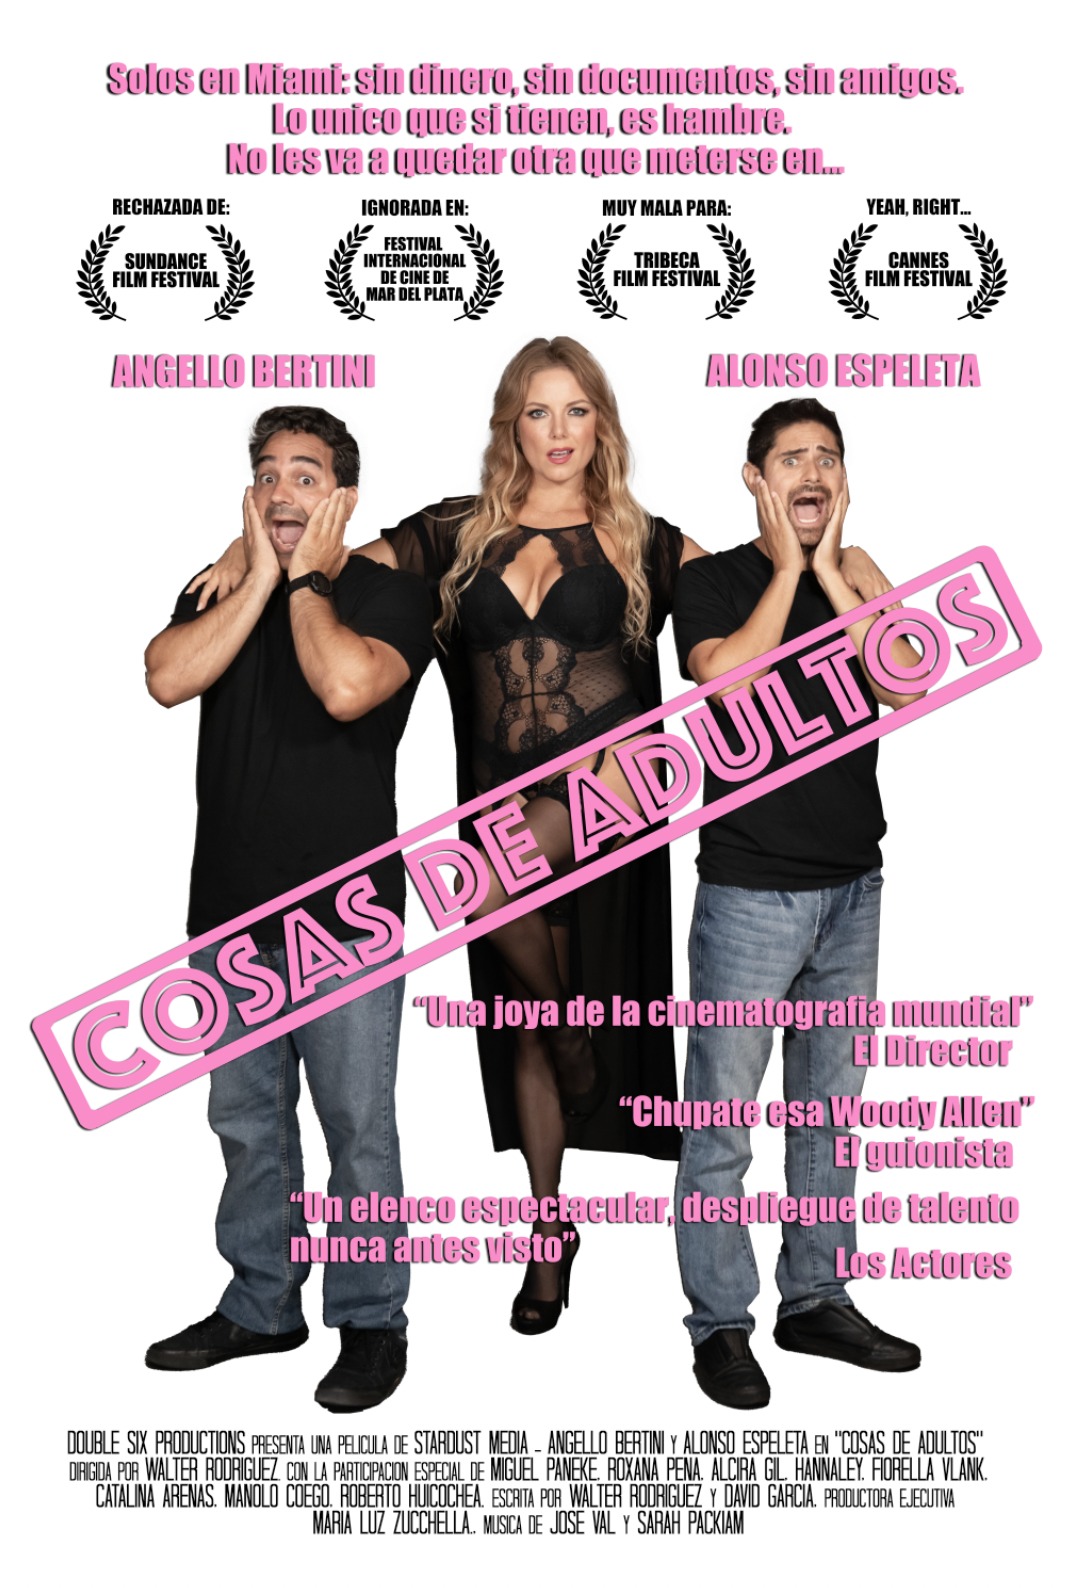 Solos en Miami: sin dinero, sin documentos, sin amigos.
Lo unico que si tienen, es hambre.
No les va a quedar otra que meterse en...
RECHAZADA DE:
SUNDANCE
FILM FESTIVAL
IGNORADA EN:
FESTIVAL
INTERNACIONAL
DE CINE DE
MAR DEL PLATA
MUY MALA PARA:
TRIBECA
FILM FESTIVAL
YEAH, RIGHT...
CANNES
FILM FESTIVAL
ANGELLO BERTINI
ALONSO ESPELETA
COSAS DE ADULTOS
“Una joya de la cinematografia mundial”
El Director
“Chupate esa Woody Allen”
El guionista
“Un elenco espectacular, despliegue de talento
nunca antes visto”
Los Actores
DOUBLE SIX PRODUCTIONS PRESENTA UNA PELICULA DE STARDUST MEDIA - ANGELLO BERTINI Y ALONSO ESPELETA EN "COSAS DE ADULTOS"
DIRIGIDA POR WALTER RODRIGUEZ. CON LA PARTICIPACION ESPECIAL DE MIGUEL PANEKE. ROXANA PENA. ALCIRA GIL. HANNALEY. FIORELLA VLANK.
CATALINA ARENAS. MANOLO COEGO. ROBERTO HUICOCHEA. ESCRITA POR WALTER RODRIGUEZ Y DAVID GARCIA. PRODUCTORA EJECUTIVA
MARIA LUZ ZUCCHELLA.. MUSICA DE JOSE VAL Y SARAH PACKIAM